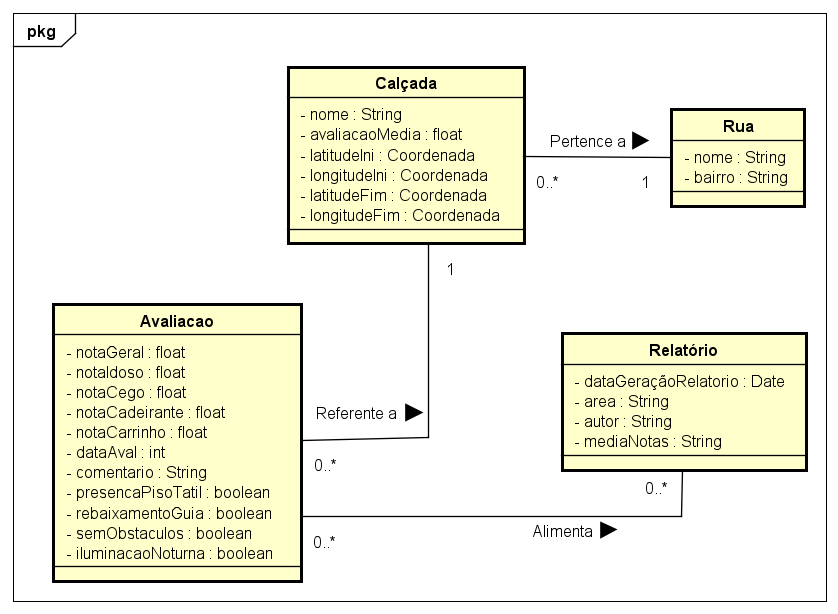 pkg
Calçada
- nome : String
- avaliacaoMedia : float
- latitudeIni : Coordenada
- longitudeIni : Coordenada
- latitudeFim : Coordenada
- longitudeFim : Coordenada
Pertence a
0..*
1
Rua
- nome : String
- bairro : String
1
Avaliacao
- notaGeral : float
- notaIdoso : float
- notaCego : float
- notaCadeirante : float
- notaCarrinho : float
- dataAval : int
- comentario : String
- presencaPisoTatil : boolean
- rebaixamentoGuia : boolean
- semObstaculos : boolean
- iluminacaoNoturna : boolean
Referente a
0..*
Relatório
- dataGeraçãoRelatorio : Date
- area : String
- autor : String
- mediaNotas : String
0..*
Alimenta
0..*